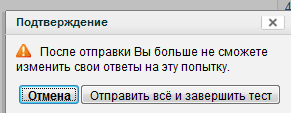 Подтверждение
После отправки Вы больше не сможете
изменить свои ответы на эту попытку.
Отмена Отправить всё и завершить тест